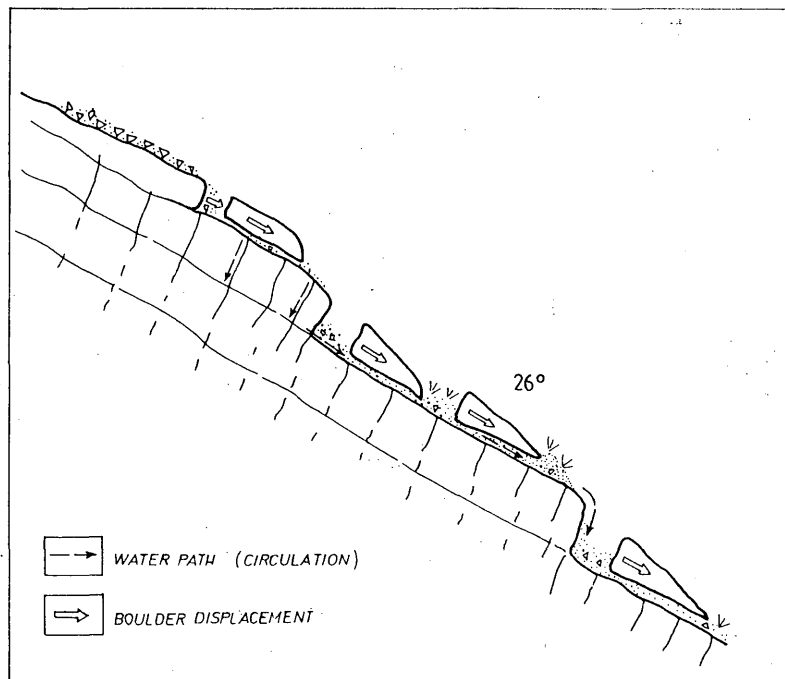 26°
WATER PATH (CIRCULATION)
BOULDER DISPLACEMENT